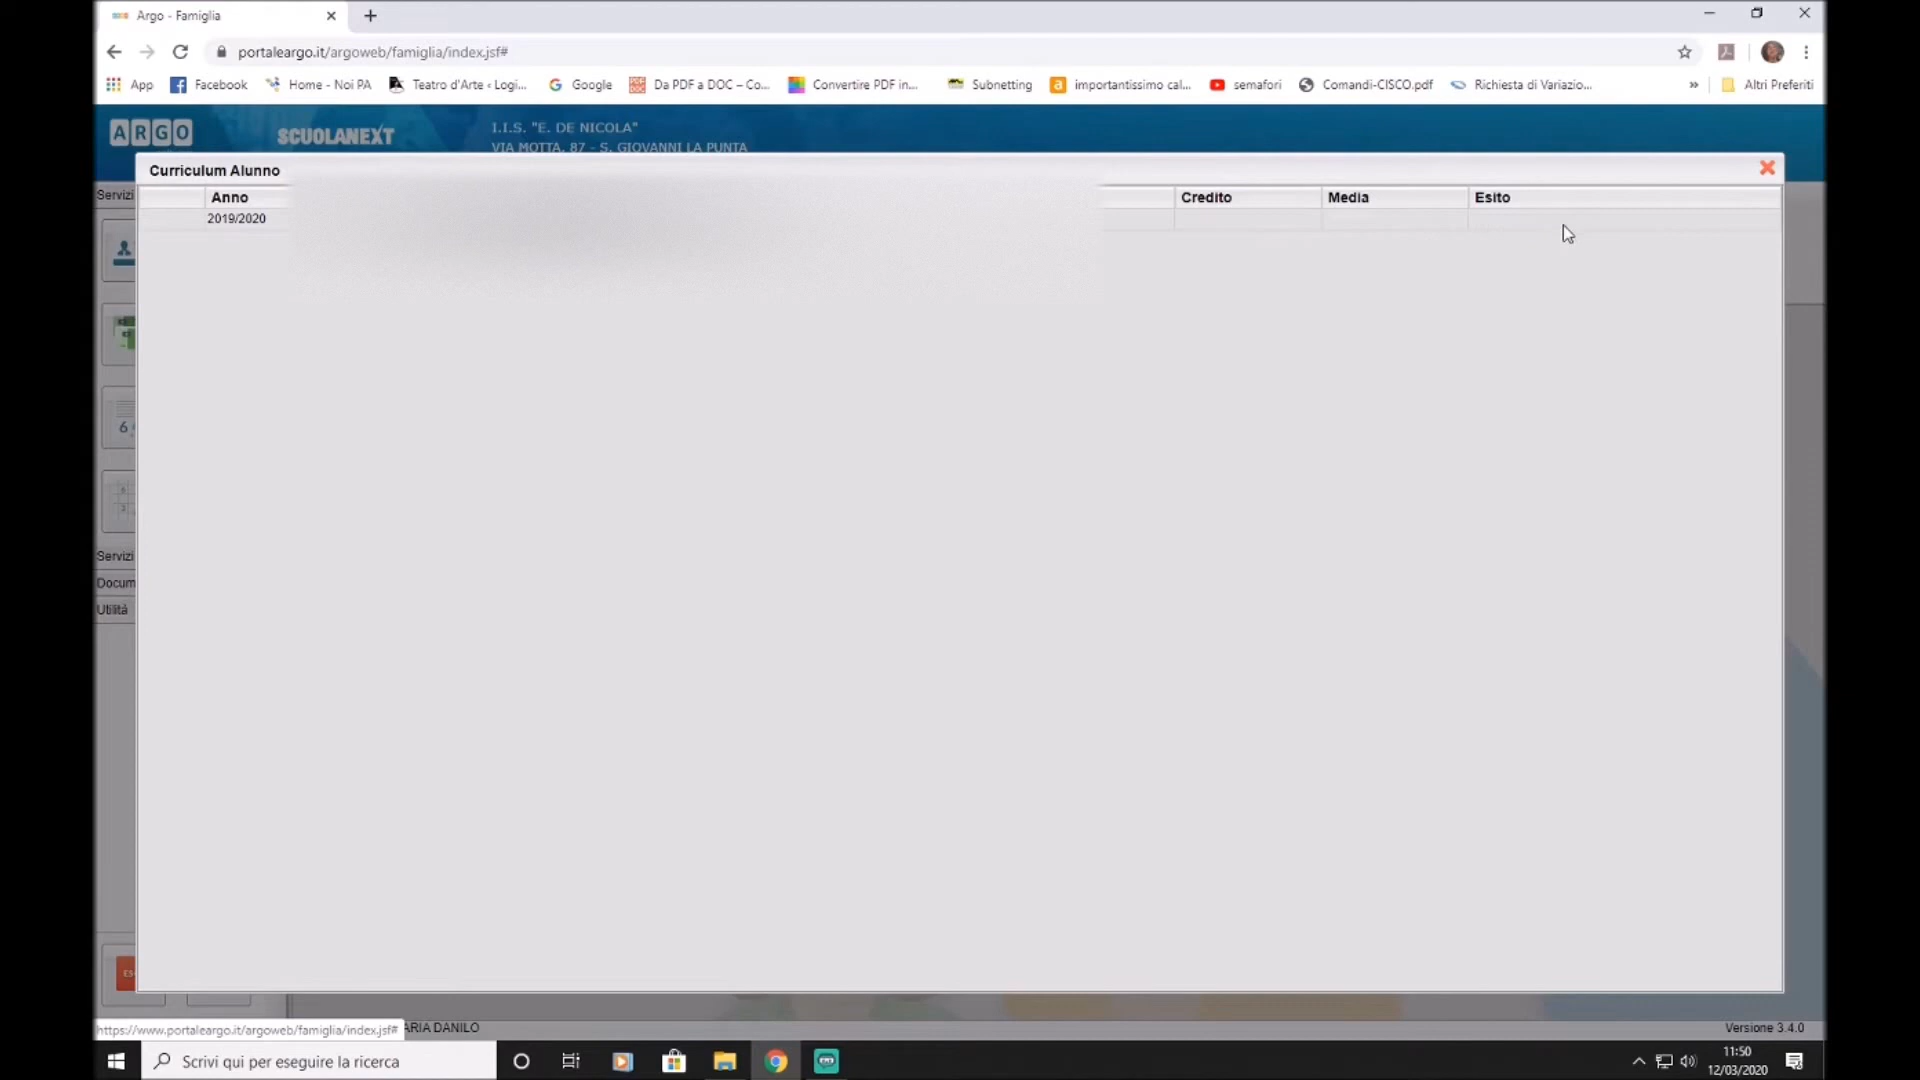 Argo - Famiglia
portaleargo.it/argoweb/famiglia/index.jsf#
App Facebook Home - Noi PA Teatro d'Arte ‹ Logi... Google Da PDF a DOC – Co... Convertire PDF in... Subnetting importantissimo cal... semafori Comandi-CISCO.pdf Richiesta di Variazio... » Altri Preferiti
ARGO SCUOLANEXT I.I.S. "E. DE NICOLA"
VIA MOTTA, 87 - S. GIOVANNI LA PUNTA
Curriculum Alunno
Servizi
Anno Credito Media Esito
2019/2020
6
Servizi
Docum
Utilità
https://www.portaleargo.it/argoweb/famiglia/index.jsf# ARIA DANILO Versione 3.4.0
Scrivi qui per eseguire la ricerca
11:50
12/03/2020